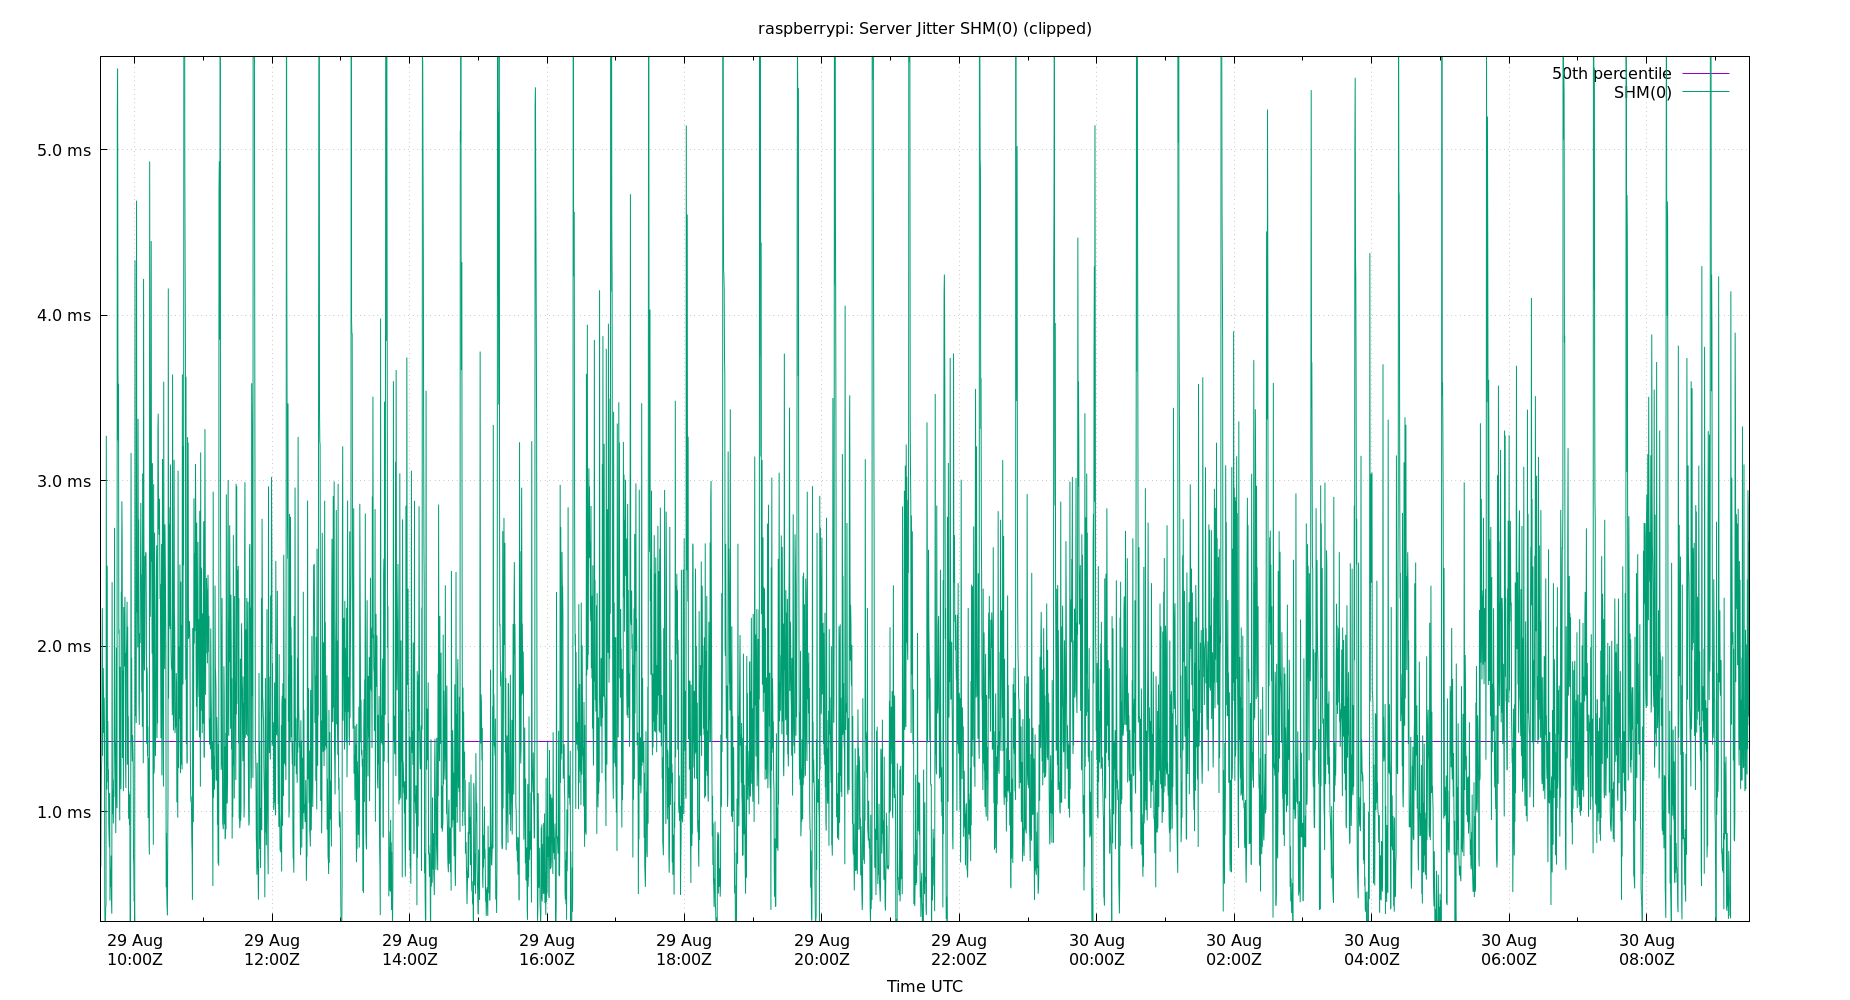 raspberrypi: Server Jitter SHM(0) (clipped)
50th percentile
SHM(0)
5.0 ms
4.0 ms
3.0 ms
2.0 ms
1.0 ms
29 Aug 29 Aug 29 Aug 29 Aug 29 Aug 29 Aug 29 Aug 30 Aug 30 Aug 30 Aug 30 Aug 30 Aug
10:00Z 12:00Z 14:00Z 16:00Z 18:00Z 20:00Z 22:00Z 00:00Z 02:00Z 04:00Z 06:00Z 08:00Z
Time UTC